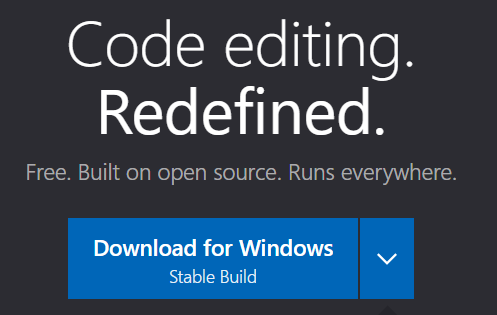 Code editing.
Redefined.
Free. Built on open source. Runs everywhere.
Download for Windows
Stable Build